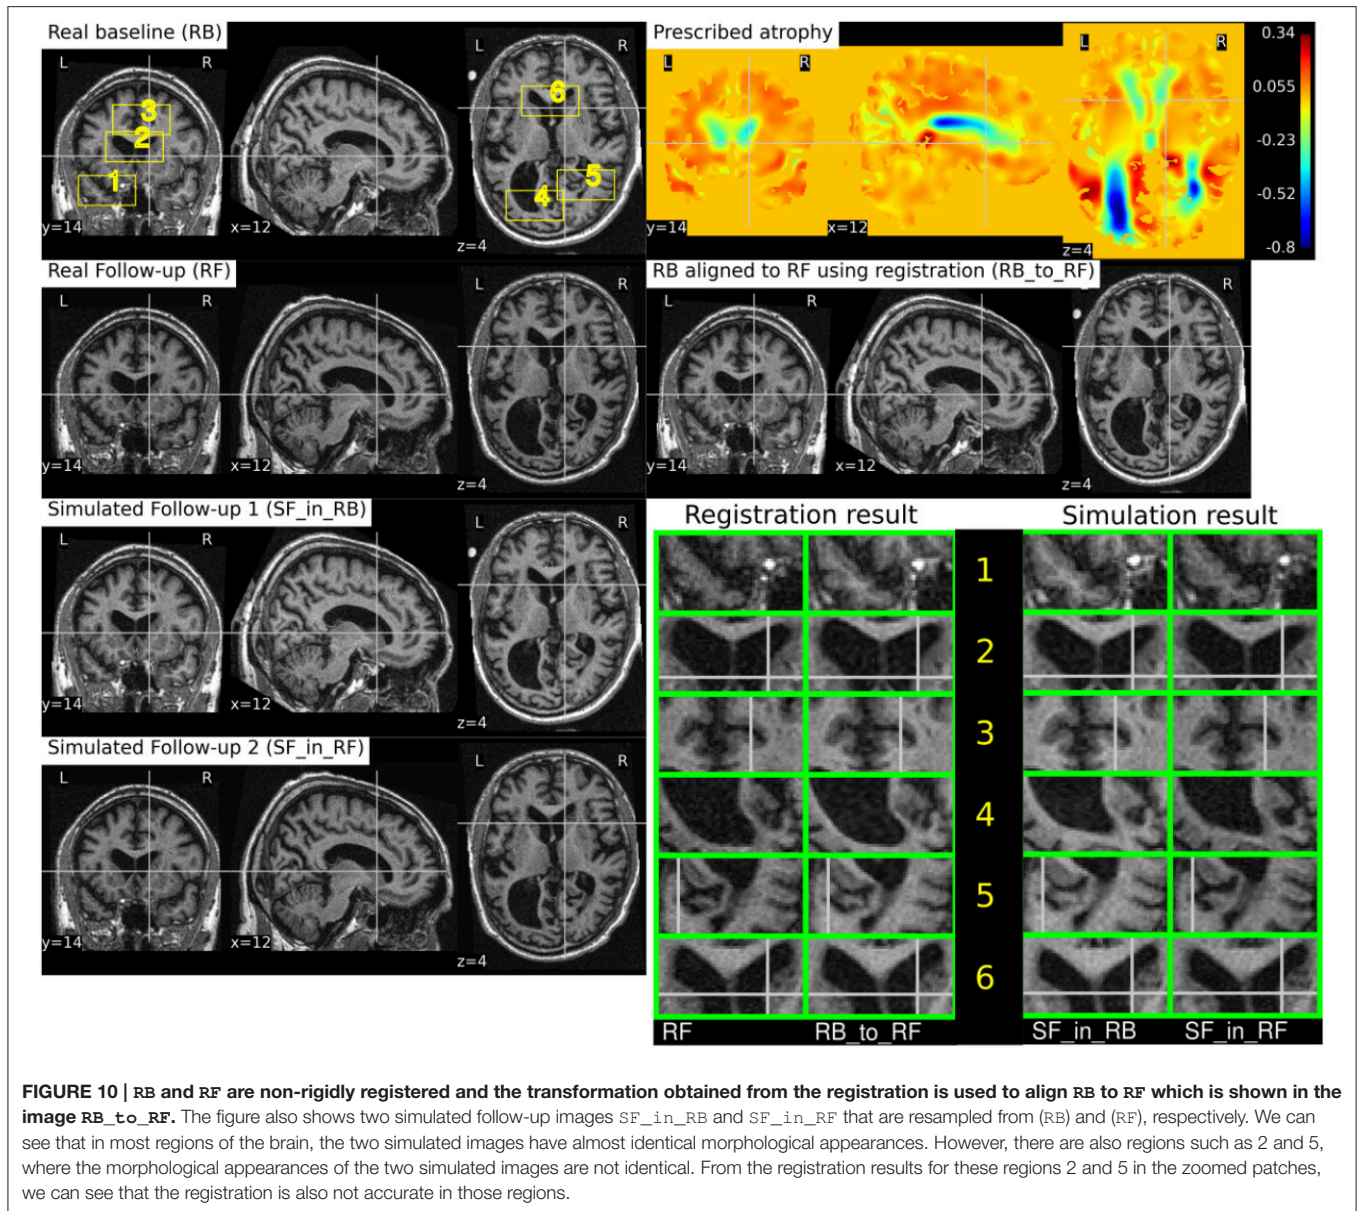 Real baseline (RB)
L R L R
3
2
1
6
5
4
y=14 x=12 z=4
Prescribed atrophy
L R L R
y=14 x=12 z=4
0.34
0.055
-0.23
-0.52
-0.8
Real Follow-up (RF)
L R L R
y=14 x=12 z=4
RB aligned to RF using registration (RB_to_RF)
L R L R
y=14 x=12 z=4
Simulated Follow-up 1 (SF_in_RB)
L R L R
y=14 x=12 z=4
Simulated Follow-up 2 (SF_in_RF)
L R L R
y=14 x=12 z=4
Registration result Simulation result
1
2
3
4
5
6
RF RB_to_RF SF_in_RB SF_in_RF
FIGURE 10 | RB and RF are non-rigidly registered and the transformation obtained from the registration is used to align RB to RF which is shown in the
image RB_to_RF. The figure also shows two simulated follow-up images SF_in_RB and SF_in_RF that are resampled from (RB) and (RF), respectively. We can
see that in most regions of the brain, the two simulated images have almost identical morphological appearances. However, there are also regions such as 2 and 5,
where the morphological appearances of the two simulated images are not identical. From the registration results for these regions 2 and 5 in the zoomed patches,
we can see that the registration is also not accurate in those regions.